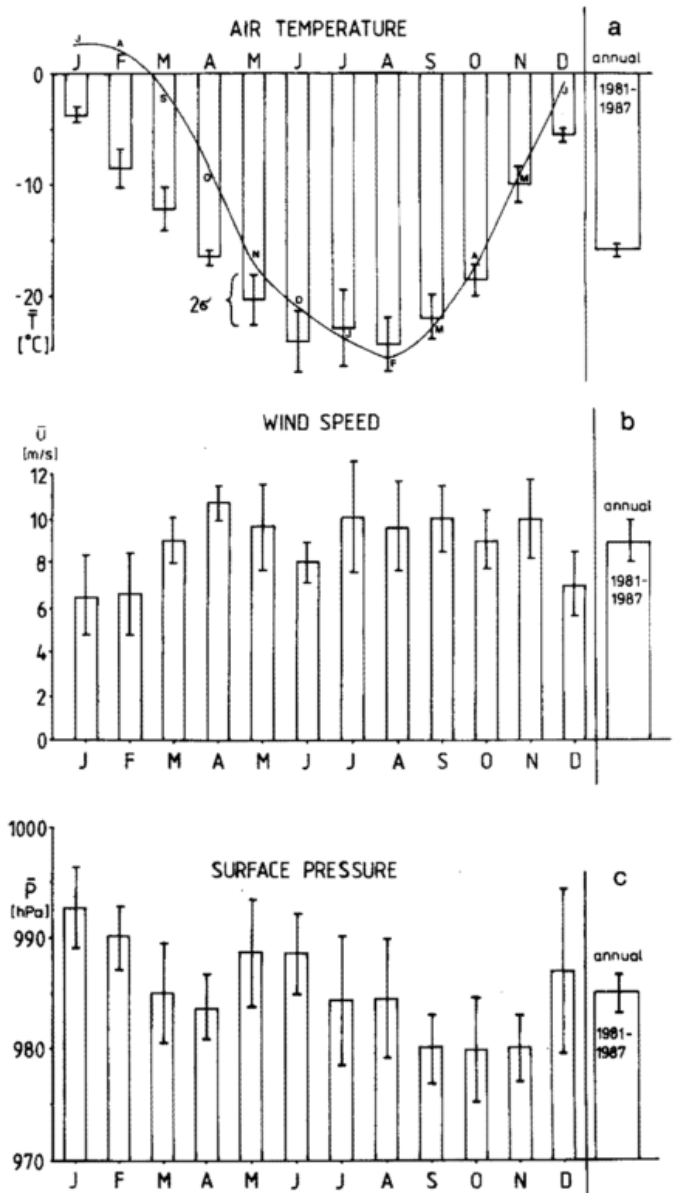 AIR TEMPERATURE
a
J F M A M J J A S O N D
annual
1981-
1987
0
-10
-20
T̿
[°C]
2σ
J
A
S
O
N
D
J
F
M
A
M
J
WIND SPEED
b
Ū
[m/s]
12
10
8
6
4
2
0
annual
1981-
1987
J F M A M J J A S O N D
SURFACE PRESSURE
c
1000
P̄
[hPa]
990
980
970
annual
1981-
1987
J F M A M J J A S O N D